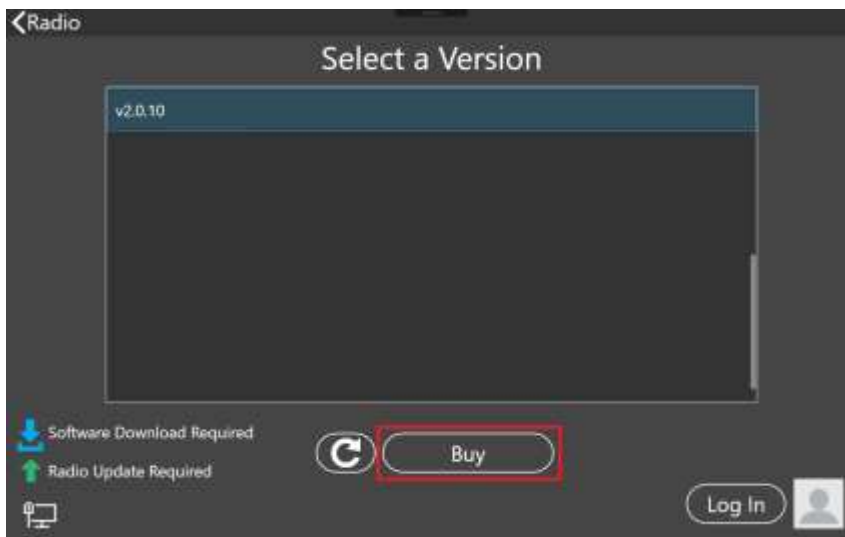 Radio
Select a Version
v2.0.10
Software Download Required
Radio Update Required
Buy
Log In